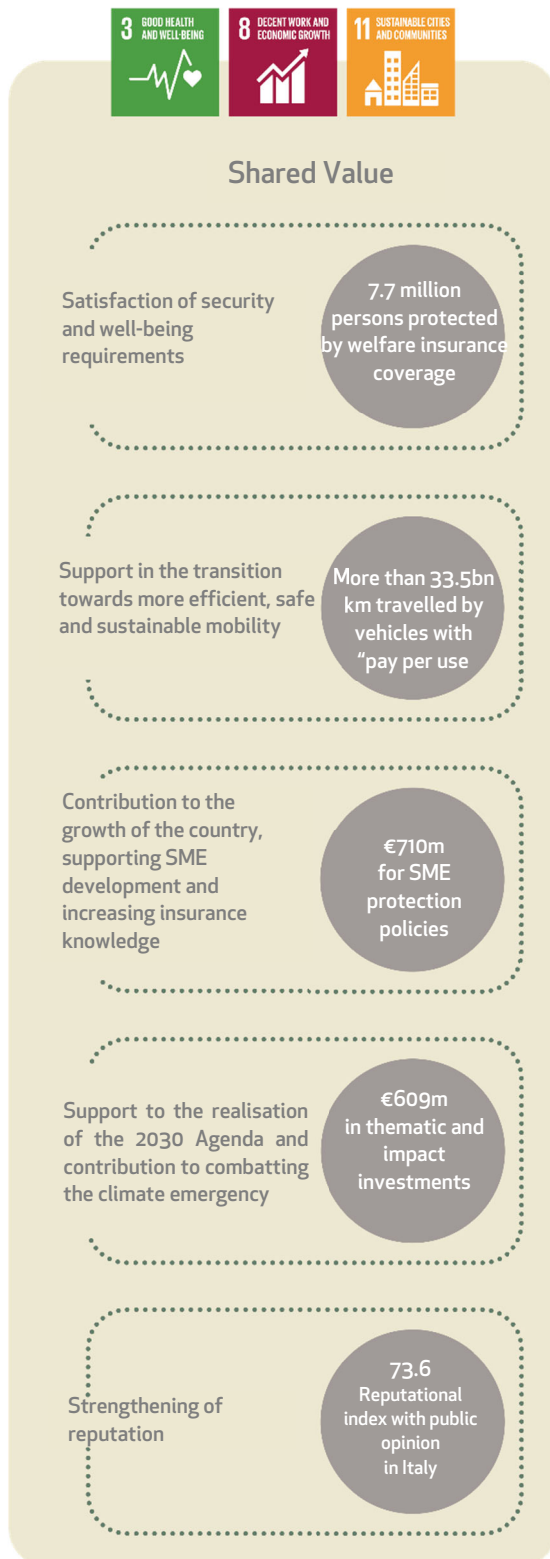 3 GOOD HEALTH
AND WELL-BEING
8 DECENT WORK AND
ECONOMIC GROWTH
11 SUSTAINABLE CITIES
AND COMMUNITIES
Shared Value
Satisfaction of security
and well-being
requirements
7.7 million
persons protected
by welfare insurance
coverage
Support in the transition
towards more efficient, safe
and sustainable mobility
More than 33.5bn
km travelled by
vehicles with
“pay per use
Contribution to the
growth of the country,
supporting SME
development and
increasing insurance
knowledge
€710m
for SME
protection
policies
Support to the realisation
of the 2030 Agenda and
contribution to combatting
the climate emergency
€609m
in thematic and
impact
investments
Strengthening of
reputation
73.6
Reputational
index with public
opinion
in Italy